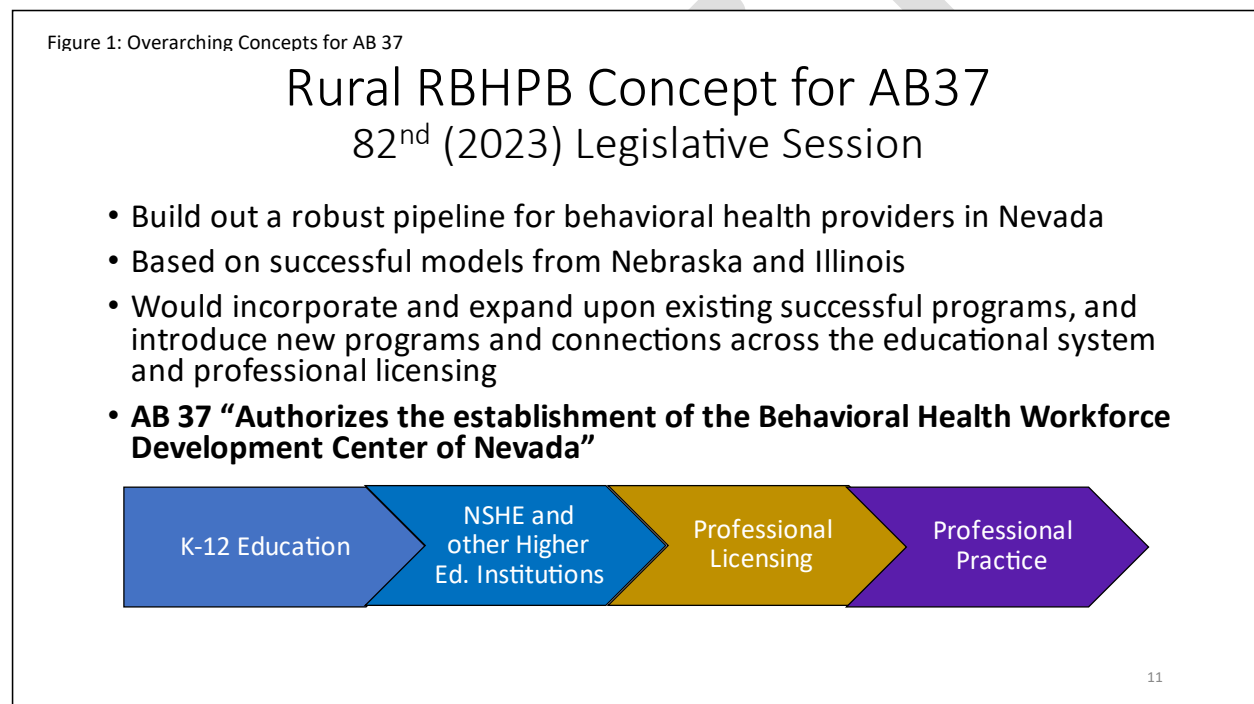 Figure 1: Overarching Concepts for AB 37
Rural RBHPB Concept for AB37
82nd (2023) Legislative Session
• Build out a robust pipeline for behavioral health providers in Nevada
• Based on successful models from Nebraska and Illinois
• Would incorporate and expand upon existing successful programs, and
introduce new programs and connections across the educational system
and professional licensing
• AB 37 “Authorizes the establishment of the Behavioral Health Workforce
Development Center of Nevada”
K-12 Education
NSHE and
other Higher
Ed. Institutions
Professional
Licensing
Professional
Practice
11